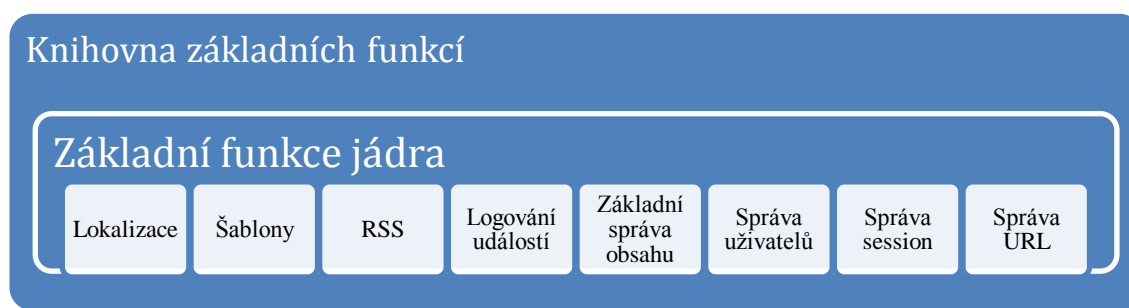 Knihovna základních funkcí
Základní funkce jádra
Lokalizace
Šablony
RSS
Logování
událostí
Základní
správa
obsahu
Správa
uživatelů
Správa
session
Správa
URL